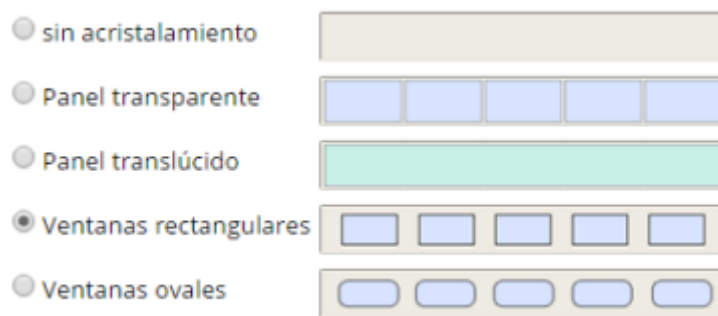 sin acristalamiento
Panel transparente
Panel translúcido
Ventanas rectangulares
Ventanas ovales